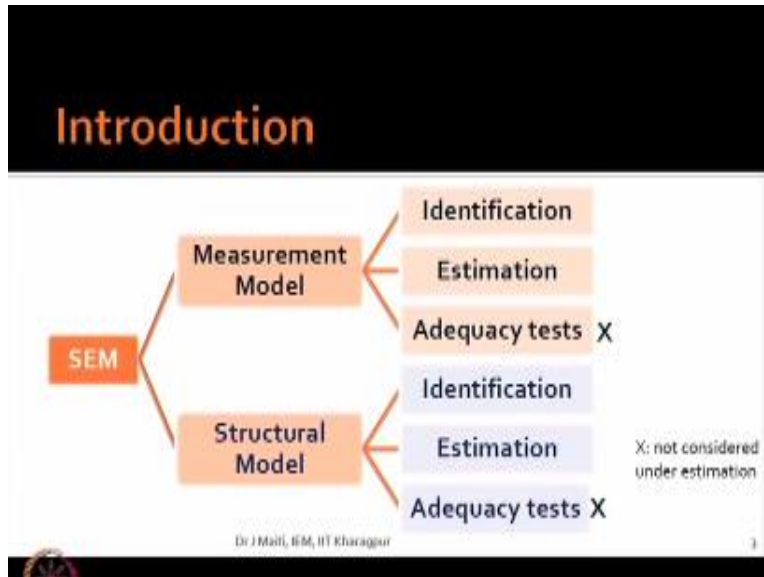 Introduction
SEM
Measurement
Model
Identification
Estimation
Adequacy tests X
Structural
Model
Identification
Estimation
Adequacy tests X
X: not considered
under estimation
Dr J Maiti, IEM, IIT Kharagpur
3